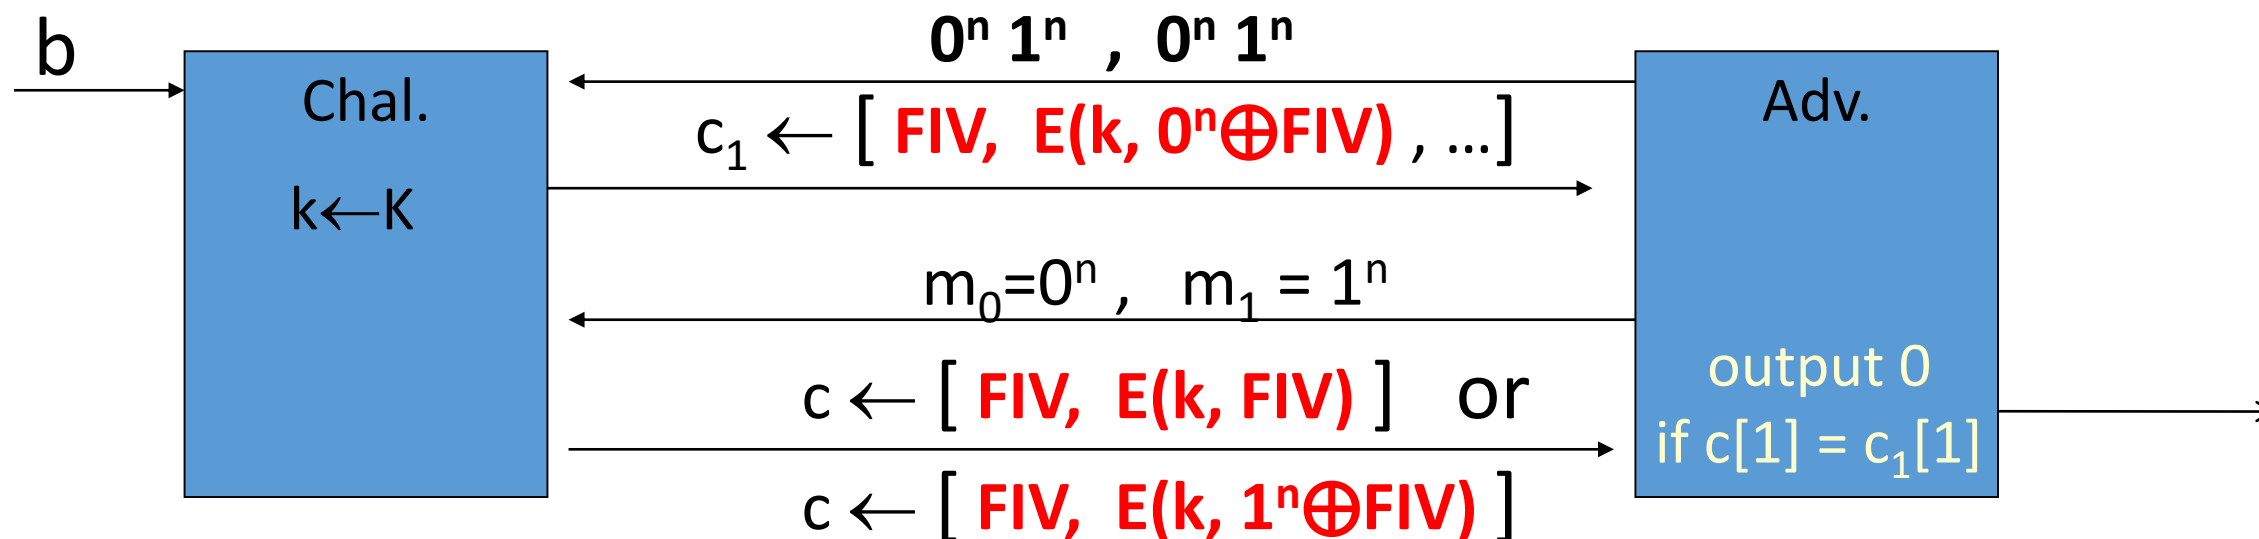 b
Chal.
k←K
0ⁿ 1ⁿ , 0ⁿ 1ⁿ
c₁ ← [ FIV, E(k, 0ⁿ⊕FIV) , …]
m₀=0ⁿ , m₁ = 1ⁿ
c ← [ FIV, E(k, FIV) ] or
c ← [ FIV, E(k, 1ⁿ⊕FIV) ]
Adv.
output 0
if c[1] = c₁[1]